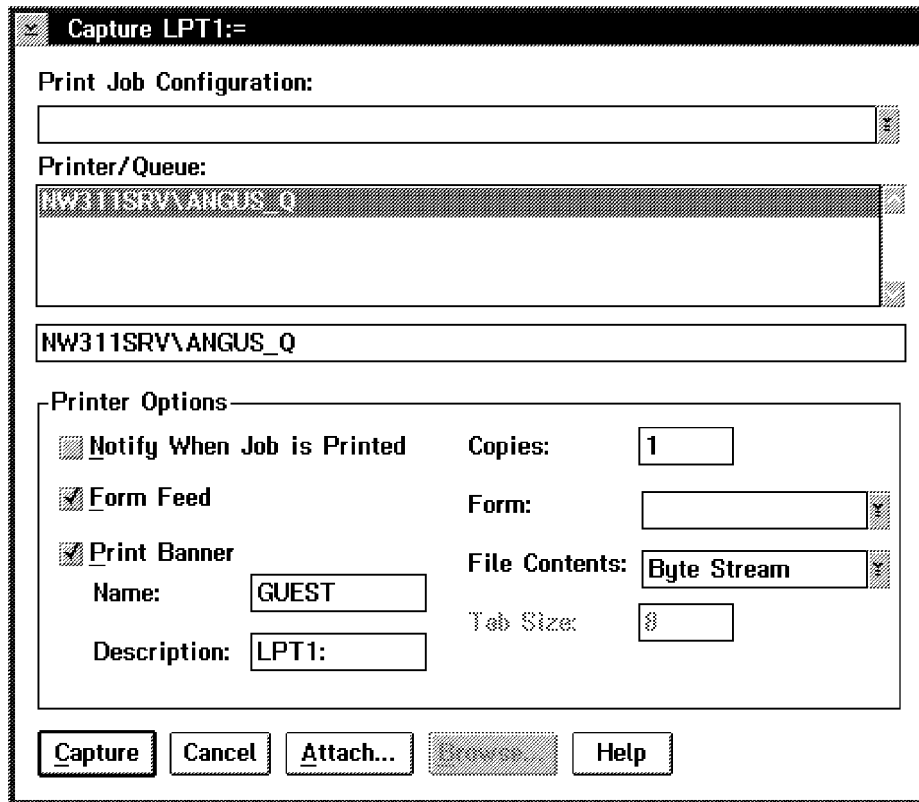 Capture LPT1:=
Print Job Configuration:
Printer/Queue:
NW311SRV\ANGUS_Q
NW311SRV\ANGUS_Q
Printer Options
Notify When Job is Printed
Copies: 1
Form Feed
Form:
Print Banner
File Contents: Byte Stream
Name: GUEST
Tab Size: 8
Description: LPT1:
Capture Cancel Attach... Browse... Help